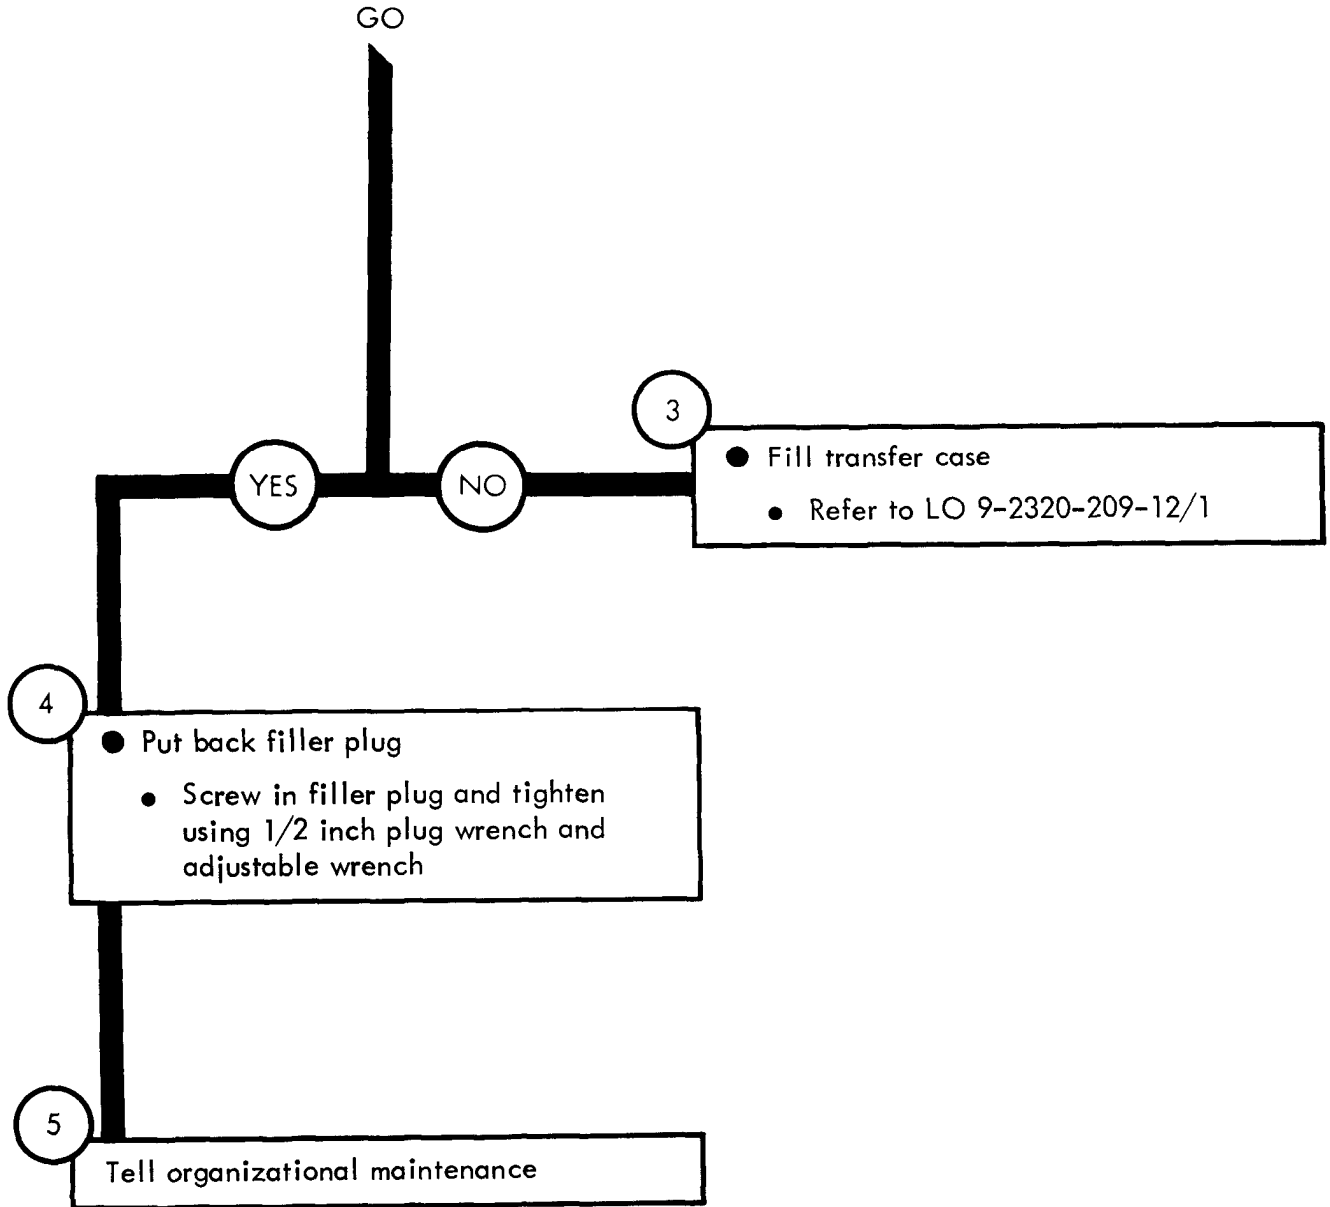 GO
YES
NO
3
● Fill transfer case
● Refer to LO 9-2320-209-12/1
4
● Put back filler plug
● Screw in filler plug and tighten
using 1/2 inch plug wrench and
adjustable wrench
5
Tell organizational maintenance